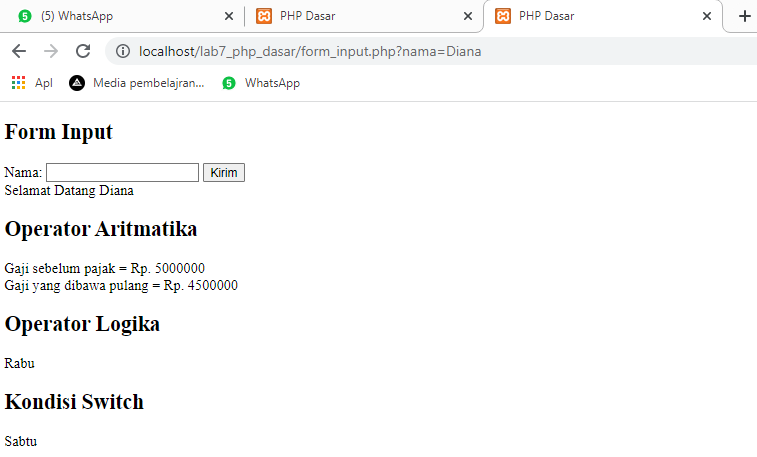 (5) WhatsApp
PHP Dasar
PHP Dasar
localhost/lab7_php_dasar/form_input.php?nama=Diana
Apl
Media pembelajran...
5
WhatsApp
Form Input
Nama:
Kirim
Selamat Datang Diana
Operator Aritmatika
Gaji sebelum pajak = Rp. 5000000
Gaji yang dibawa pulang = Rp. 4500000
Operator Logika
Rabu
Kondisi Switch
Sabtu